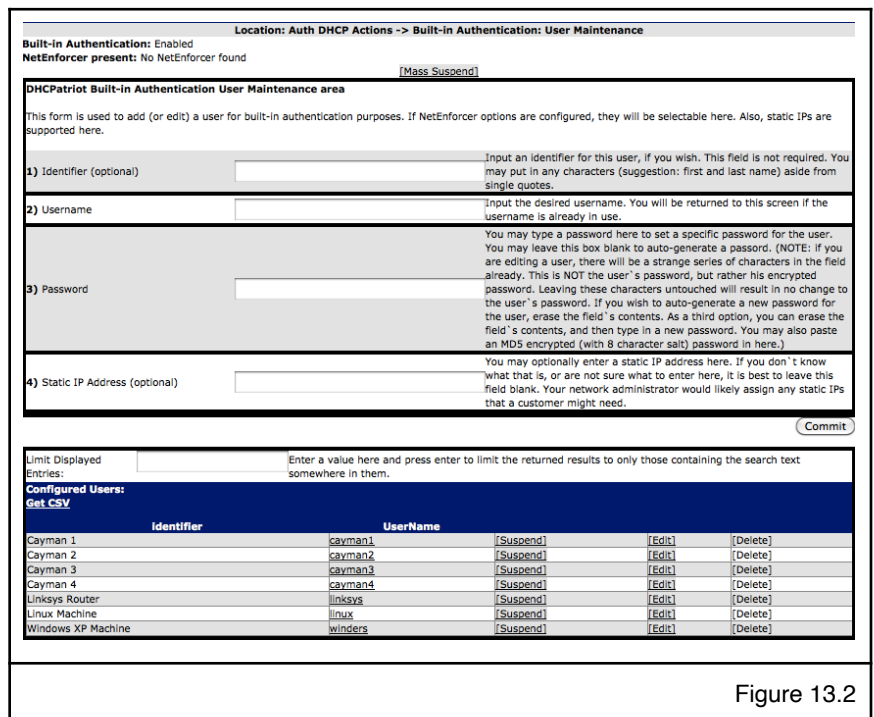 Location: Auth DHCP Actions -> Built-in Authentication: User Maintenance
Built-in Authentication: Enabled
NetEnforcer present: No NetEnforcer found
[Mass Suspend]
DHCPatriot Built-in Authentication User Maintenance area
This form is used to add (or edit) a user for built-in authentication purposes. If NetEnforcer options are configured, they will be selectable here. Also, static IPs are
supported here.
1) Identifier (optional)
Input an identifier for this user, if you wish. This field is not required. You
may put in any characters (suggestion: first and last name) aside from
single quotes.
2) Username
Input the desired username. You will be returned to this screen if the
username is already in use.
3) Password
You may type a password here to set a specific password for the user.
You may leave this box blank to auto-generate a passord. (NOTE: if you
are editing a user, there will be a strange series of characters in the field
already. This is NOT the user`s password, but rather his encrypted
password. Leaving these characters untouched will result in no change to
the user`s password. If you wish to auto-generate a new password for
the user, erase the field`s contents. As a third option, you can erase the
field`s contents, and then type in a new password. You may also paste
an MD5 encrypted (with 8 character salt) password in here.)
4) Static IP Address (optional)
You may optionally enter a static IP address here. If you don`t know
what that is, or are not sure what to enter here, it is best to leave this
field blank. Your network administrator would likely assign any static IPs
that a customer might need.
Commit
Limit Displayed
Entries:
Enter a value here and press enter to limit the returned results to only those containing the search text
somewhere in them.
Configured Users:
Get CSV
Identifier UserName
Cayman 1 cayman1 [Suspend] [Edit] [Delete]
Cayman 2 cayman2 [Suspend] [Edit] [Delete]
Cayman 3 cayman3 [Suspend] [Edit] [Delete]
Cayman 4 cayman4 [Suspend] [Edit] [Delete]
Linksys Router linksys [Suspend] [Edit] [Delete]
Linux Machine linux [Suspend] [Edit] [Delete]
Windows XP Machine winders [Suspend] [Edit] [Delete]
Figure 13.2